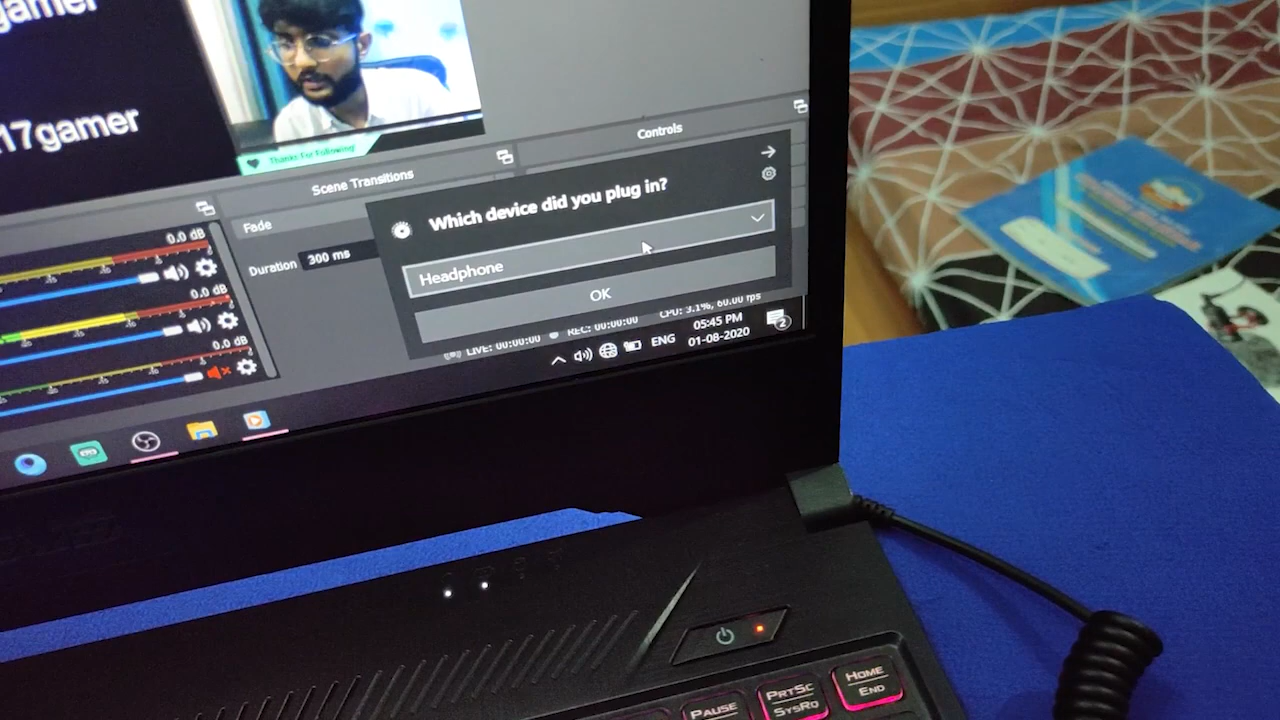 gamer
17gamer
Thanks For Following
Controls
Scene Transitions
Which device did you plug in?
Fade
0.0 dB
Duration
300 ms
Headphone
0.0 dB
OK
0.0 dB
LIVE: 00:00:00
REC: 00:00:00
CPU: 3.1%, 60.00 fps
ENG
05:45 PM
01-08-2020
2
PAUSE
PRTSC
SYSRQ
HOME
END